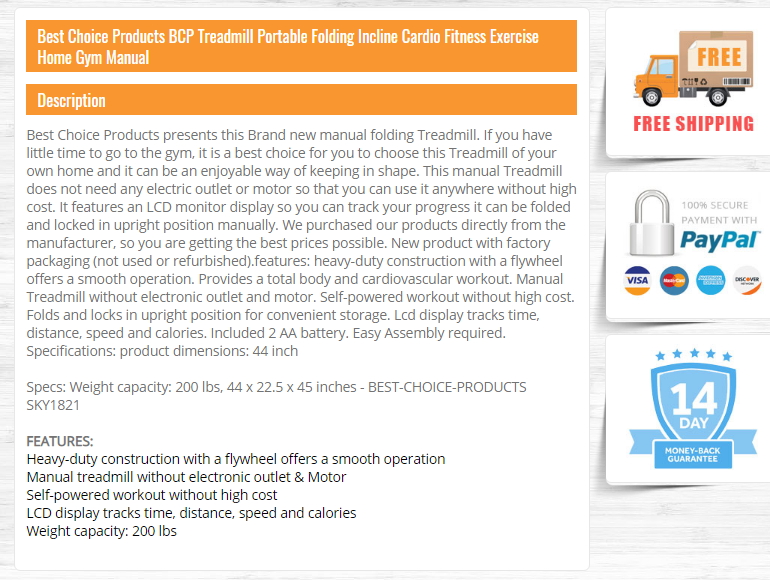 Best Choice Products BCP Treadmill Portable Folding Incline Cardio Fitness Exercise
Home Gym Manual
Description
Best Choice Products presents this Brand new manual folding Treadmill. If you have
little time to go to the gym, it is a best choice for you to choose this Treadmill of your
own home and it can be an enjoyable way of keeping in shape. This manual Treadmill
does not need any electric outlet or motor so that you can use it anywhere without high
cost. It features an LCD monitor display so you can track your progress it can be folded
and locked in upright position manually. We purchased our products directly from the
manufacturer, so you are getting the best prices possible. New product with factory
packaging (not used or refurbished).features: heavy-duty construction with a flywheel
offers a smooth operation. Provides a total body and cardiovascular workout. Manual
Treadmill without electronic outlet and motor. Self-powered workout without high cost.
Folds and locks in upright position for convenient storage. Lcd display tracks time,
distance, speed and calories. Included 2 AA battery. Easy Assembly required.
Specifications: product dimensions: 44 inch
Specs: Weight capacity: 200 lbs, 44 x 22.5 x 45 inches - BEST-CHOICE-PRODUCTS
SKY1821
FEATURES:
Heavy-duty construction with a flywheel offers a smooth operation
Manual treadmill without electronic outlet & Motor
Self-powered workout without high cost
LCD display tracks time, distance, speed and calories
Weight capacity: 200 lbs
FREE
FREE SHIPPING
100% SECURE
PAYMENT WITH
PayPal
VISA
MasterCard
DISCOVER
14
DAY
MONEY-BACK
GUARANTEE